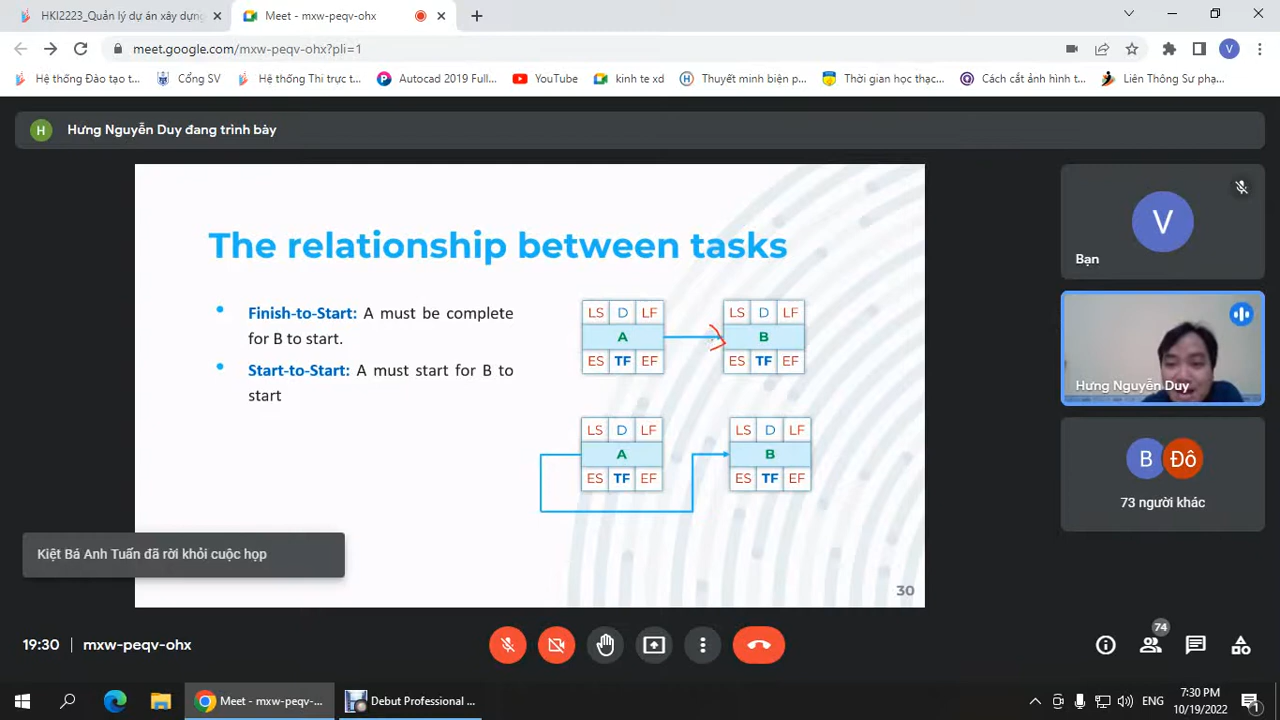 HKI2223_Quản lý dự án xây dựng
Meet - mxw-peqv-ohx
meet.google.com/mxw-peqv-ohx?pli=1
V
Hệ thống Đào tạo t...
Cổng SV
Hệ thống Thi trực t...
Autocad 2019 Full...
YouTube
kinh te xd
Thuyết minh biện p...
Thời gian học thạc...
Cách cắt ảnh hình t...
Liên Thông Sư phạ...
H Hưng Nguyễn Duy đang trình bày
The relationship between tasks
Finish-to-Start: A must be complete
for B to start.
Start-to-Start: A must start for B to
start
LS D LF
A
ES TF EF
LS D LF
B
ES TF EF
LS D LF
A
ES TF EF
LS D LF
B
ES TF EF
30
V
Bạn
Hưng Nguyễn Duy
B Đô
73 người khác
Kiệt Bá Anh Tuấn đã rời khỏi cuộc họp
19:30 | mxw-peqv-ohx
74
Meet - mxw-peqv-...
Debut Professional ...
ENG
7:30 PM
10/19/2022
1